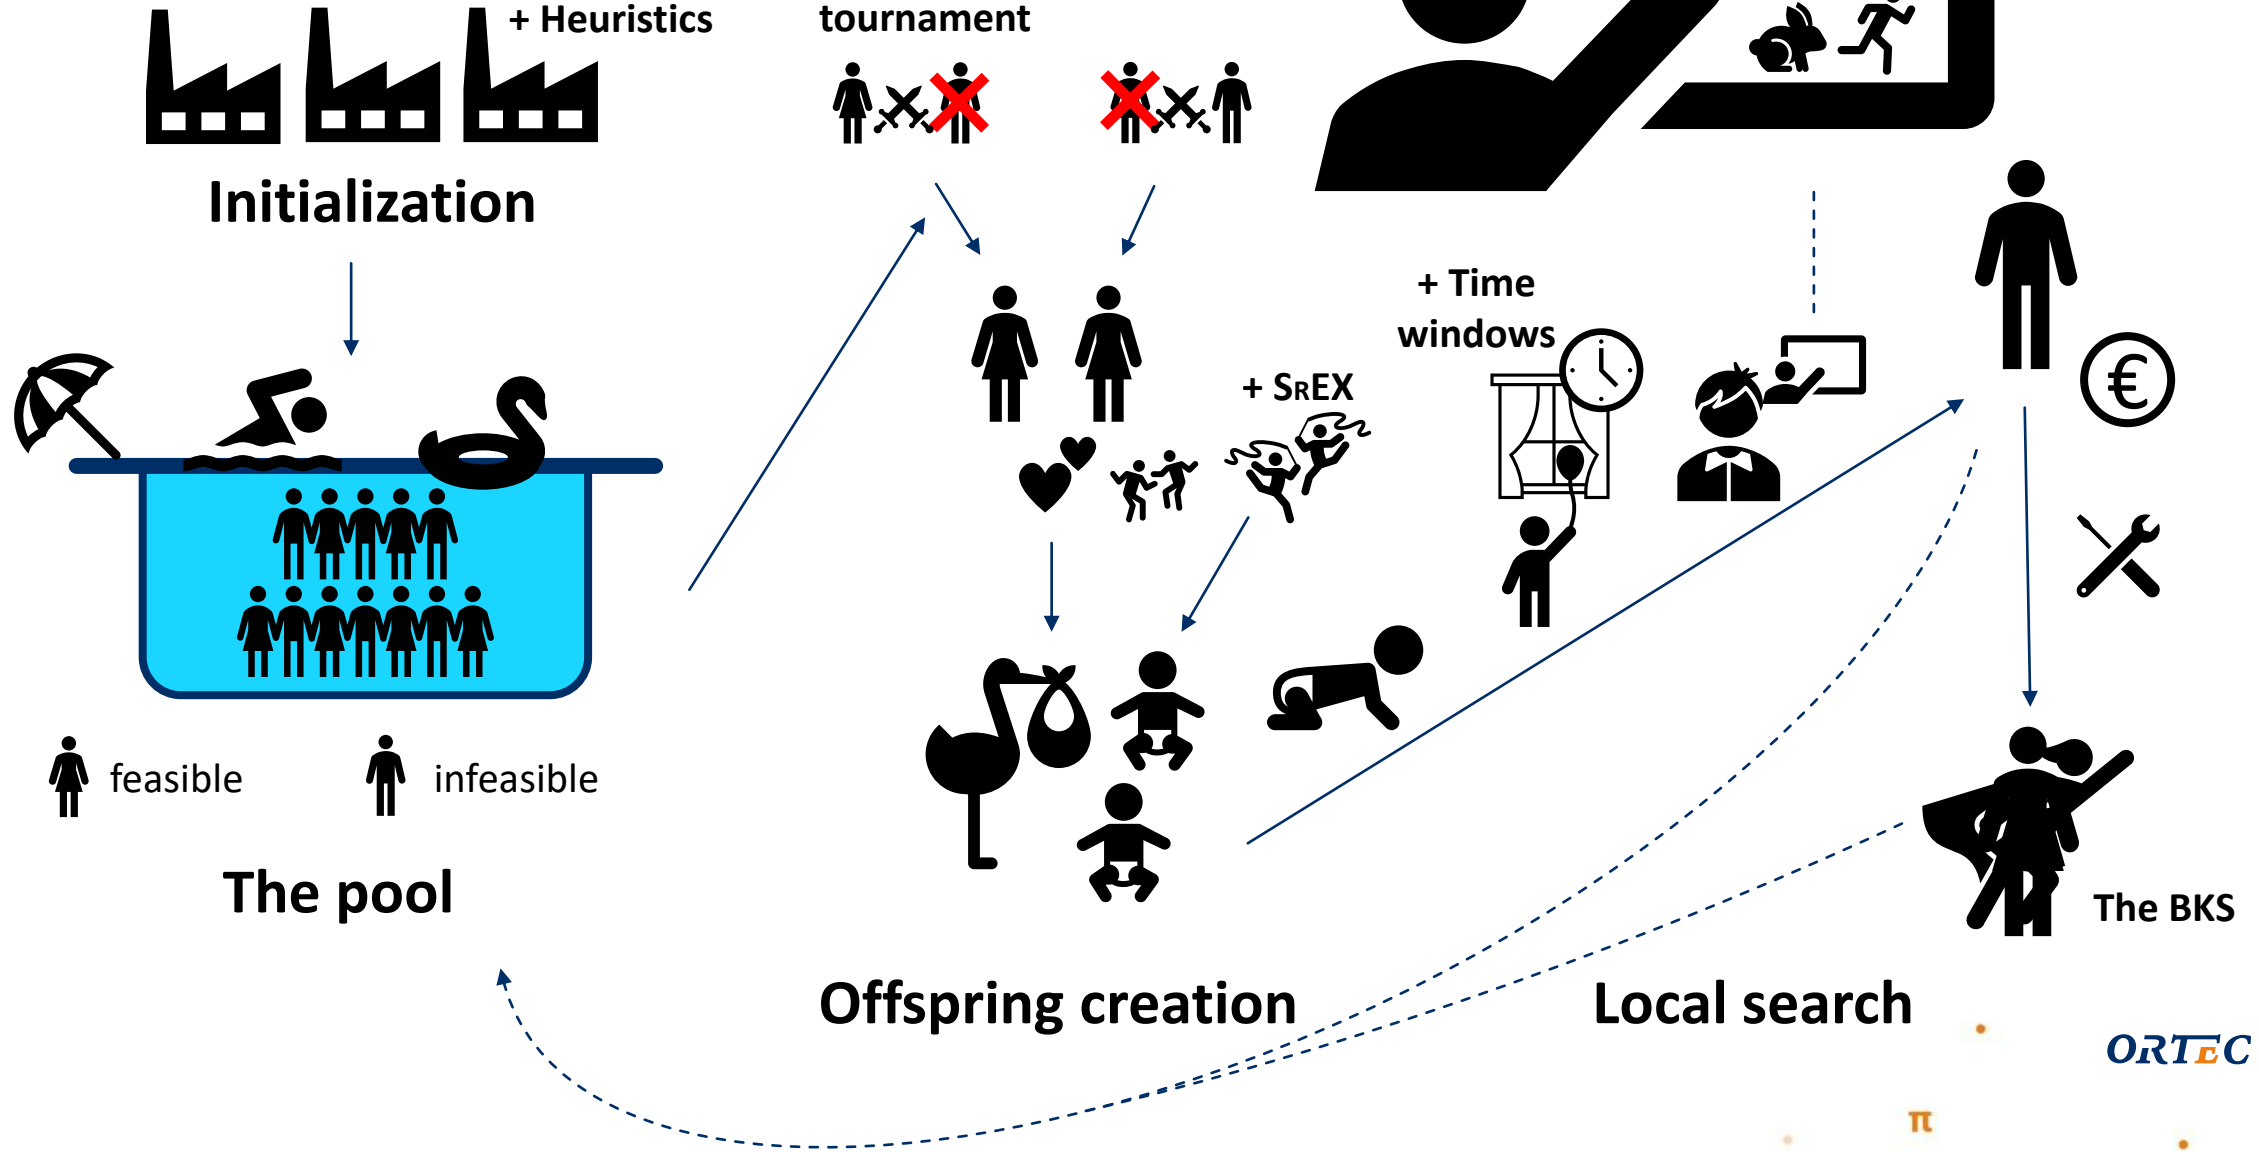 + Heuristics
tournament
Initialization
+ Time
windows
+ SREX
€
feasible
infeasible
The pool
The BKS
Offspring creation
Local search
ORTEC
π